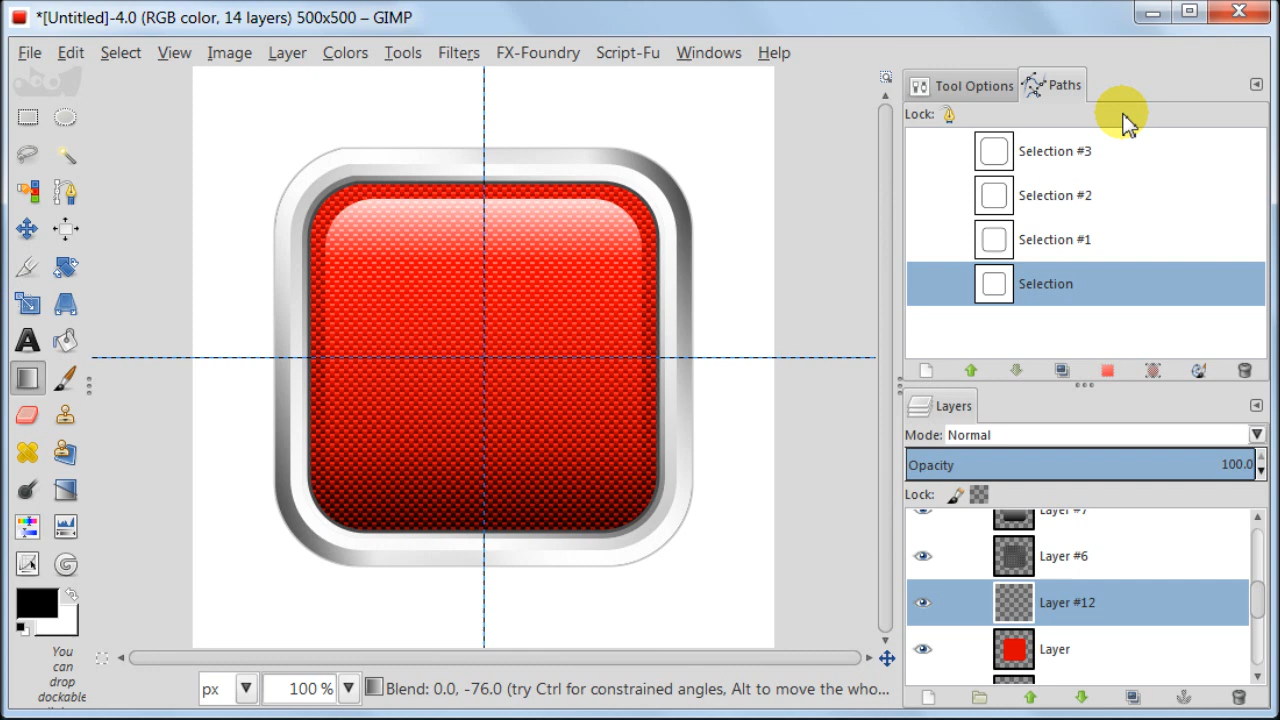 *[Untitled]-4.0 (RGB color, 14 layers) 500x500 – GIMP
File Edit Select View Image Layer Colors Tools Filters FX-Foundry Script-Fu Windows Help
Tool Options Paths
Lock:
Selection #3
Selection #2
Selection #1
Selection
Layers
Mode: Normal
Opacity 100.0
Lock:
Layer #7
Layer #6
Layer #12
Layer
You
can
drop
dockable
px 100 % Blend: 0.0, -76.0 (try Ctrl for constrained angles, Alt to move the who...